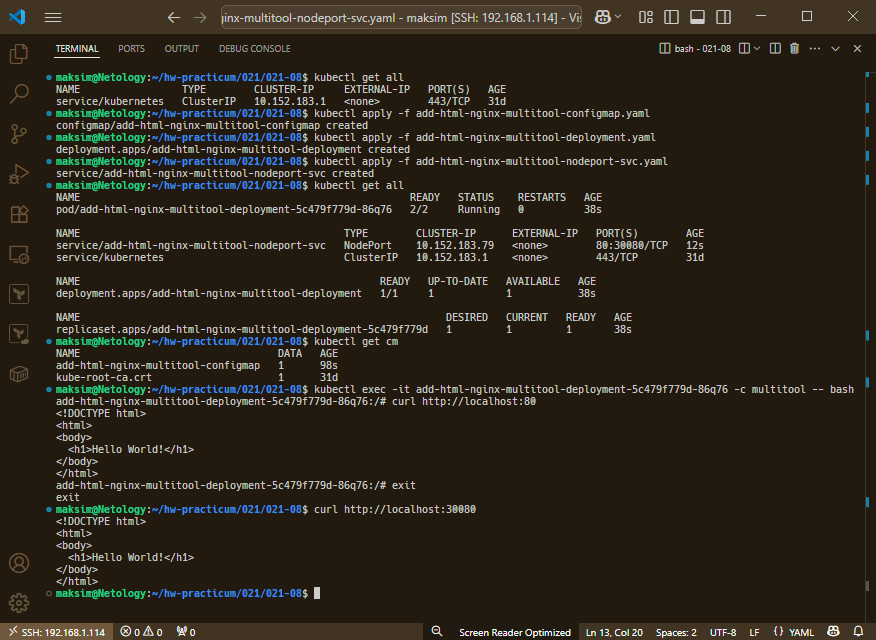 ginx-multitool-nodeport-svc.yaml - maksim [SSH: 192.168.1.114] - Vis
TERMINAL PORTS OUTPUT DEBUG CONSOLE bash - 021-08
maksim@Netology:~/hw-practicum/021/021-08$ kubectl get all
NAME TYPE CLUSTER-IP EXTERNAL-IP PORT(S) AGE
service/kubernetes ClusterIP 10.152.183.1 <none> 443/TCP 31d
maksim@Netology:~/hw-practicum/021/021-08$ kubectl apply -f add-html-nginx-multitool-configmap.yaml
configmap/add-html-nginx-multitool-configmap created
maksim@Netology:~/hw-practicum/021/021-08$ kubectl apply -f add-html-nginx-multitool-deployment.yaml
deployment.apps/add-html-nginx-multitool-deployment created
maksim@Netology:~/hw-practicum/021/021-08$ kubectl apply -f add-html-nginx-multitool-nodeport-svc.yaml
service/add-html-nginx-multitool-nodeport-svc created
maksim@Netology:~/hw-practicum/021/021-08$ kubectl get all
NAME READY STATUS RESTARTS AGE
pod/add-html-nginx-multitool-deployment-5c479f779d-86q76 2/2 Running 0 38s
NAME TYPE CLUSTER-IP EXTERNAL-IP PORT(S) AGE
service/add-html-nginx-multitool-nodeport-svc NodePort 10.152.183.79 <none> 80:30080/TCP 12s
service/kubernetes ClusterIP 10.152.183.1 <none> 443/TCP 31d
NAME READY UP-TO-DATE AVAILABLE AGE
deployment.apps/add-html-nginx-multitool-deployment 1/1 1 1 38s
NAME DESIRED CURRENT READY AGE
replicaset.apps/add-html-nginx-multitool-deployment-5c479f779d 1 1 1 38s
maksim@Netology:~/hw-practicum/021/021-08$ kubectl get cm
NAME DATA AGE
add-html-nginx-multitool-configmap 1 98s
kube-root-ca.crt 1 31d
maksim@Netology:~/hw-practicum/021/021-08$ kubectl exec -it add-html-nginx-multitool-deployment-5c479f779d-86q76 -c multitool -- bash
add-html-nginx-multitool-deployment-5c479f779d-86q76:/# curl http://localhost:80
<!DOCTYPE html>
<html>
<body>
<h1>Hello World!</h1>
</body>
</html>
add-html-nginx-multitool-deployment-5c479f779d-86q76:/# exit
exit
maksim@Netology:~/hw-practicum/021/021-08$ curl http://localhost:30080
<!DOCTYPE html>
<html>
<body>
<h1>Hello World!</h1>
</body>
</html>
maksim@Netology:~/hw-practicum/021/021-08$
SSH: 192.168.1.114 0 0 0 Screen Reader Optimized Ln 13, Col 20 Spaces: 2 UTF-8 LF {} YAML